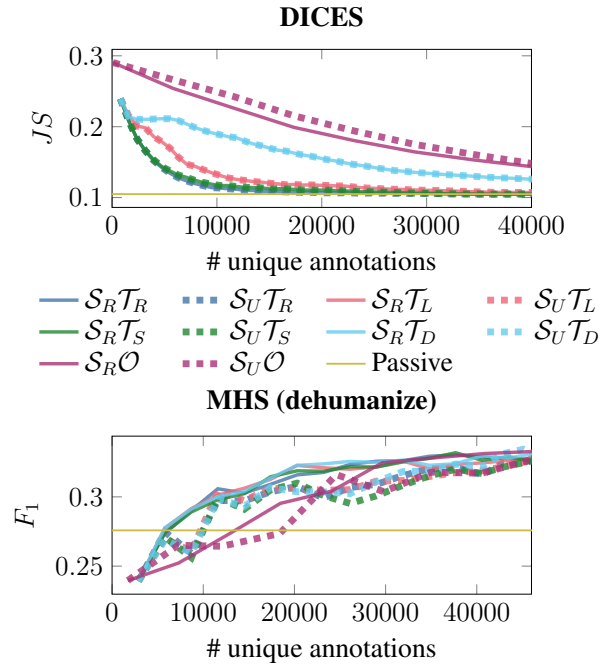 DICES
0.3
0.2
0.1
JS
0 10000 20000 30000 40000
# unique annotations
S_R T_R S_U T_R S_R T_L S_U T_L
S_R T_S S_U T_S S_R T_D S_U T_D
S_R O S_U O Passive
MHS (dehumanize)
0.3
0.25
F_1
0 10000 20000 30000 40000
# unique annotations